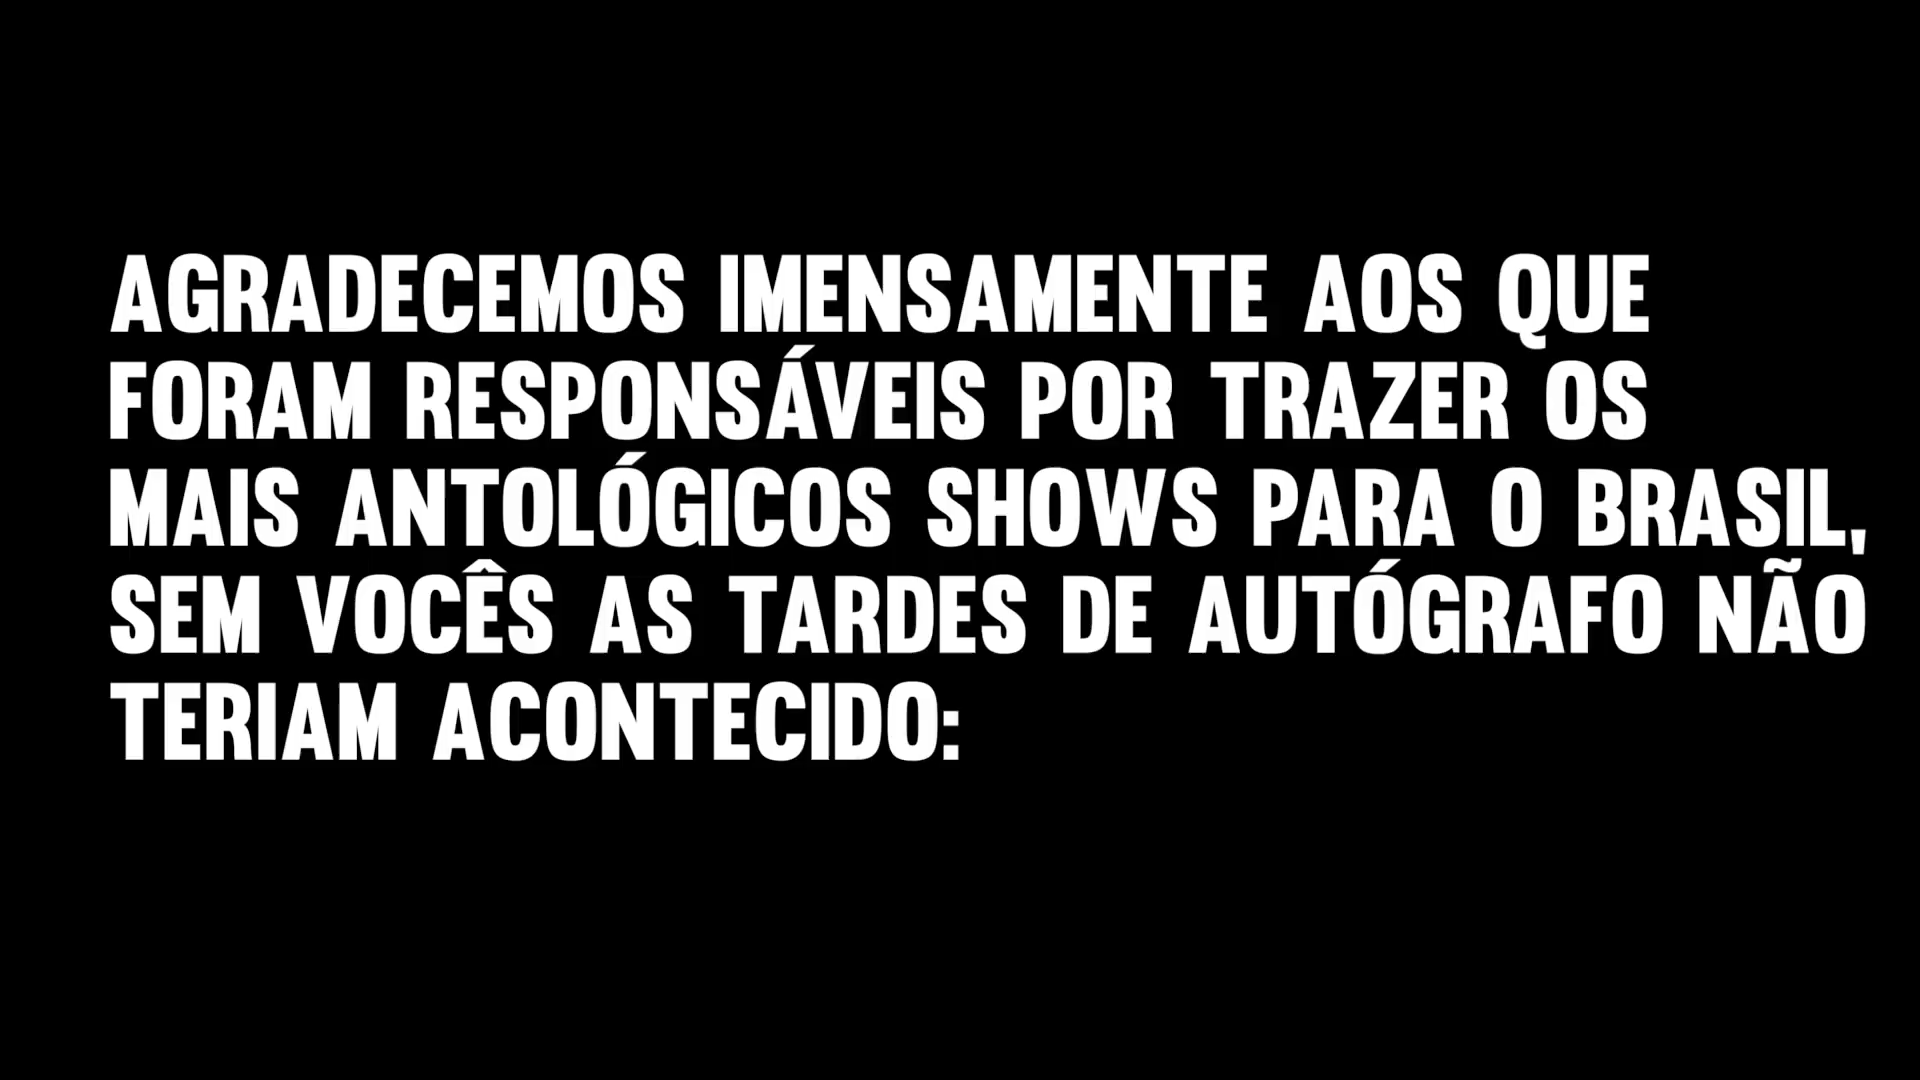 AGRADECEMOS IMENSAMENTE AOS QUE
FORAM RESPONSÁVEIS POR TRAZER OS
MAIS ANTOLÓGICOS SHOWS PARA O BRASIL,
SEM VOCÊS AS TARDES DE AUTÓGRAFO NÃO
TERIAM ACONTECIDO: